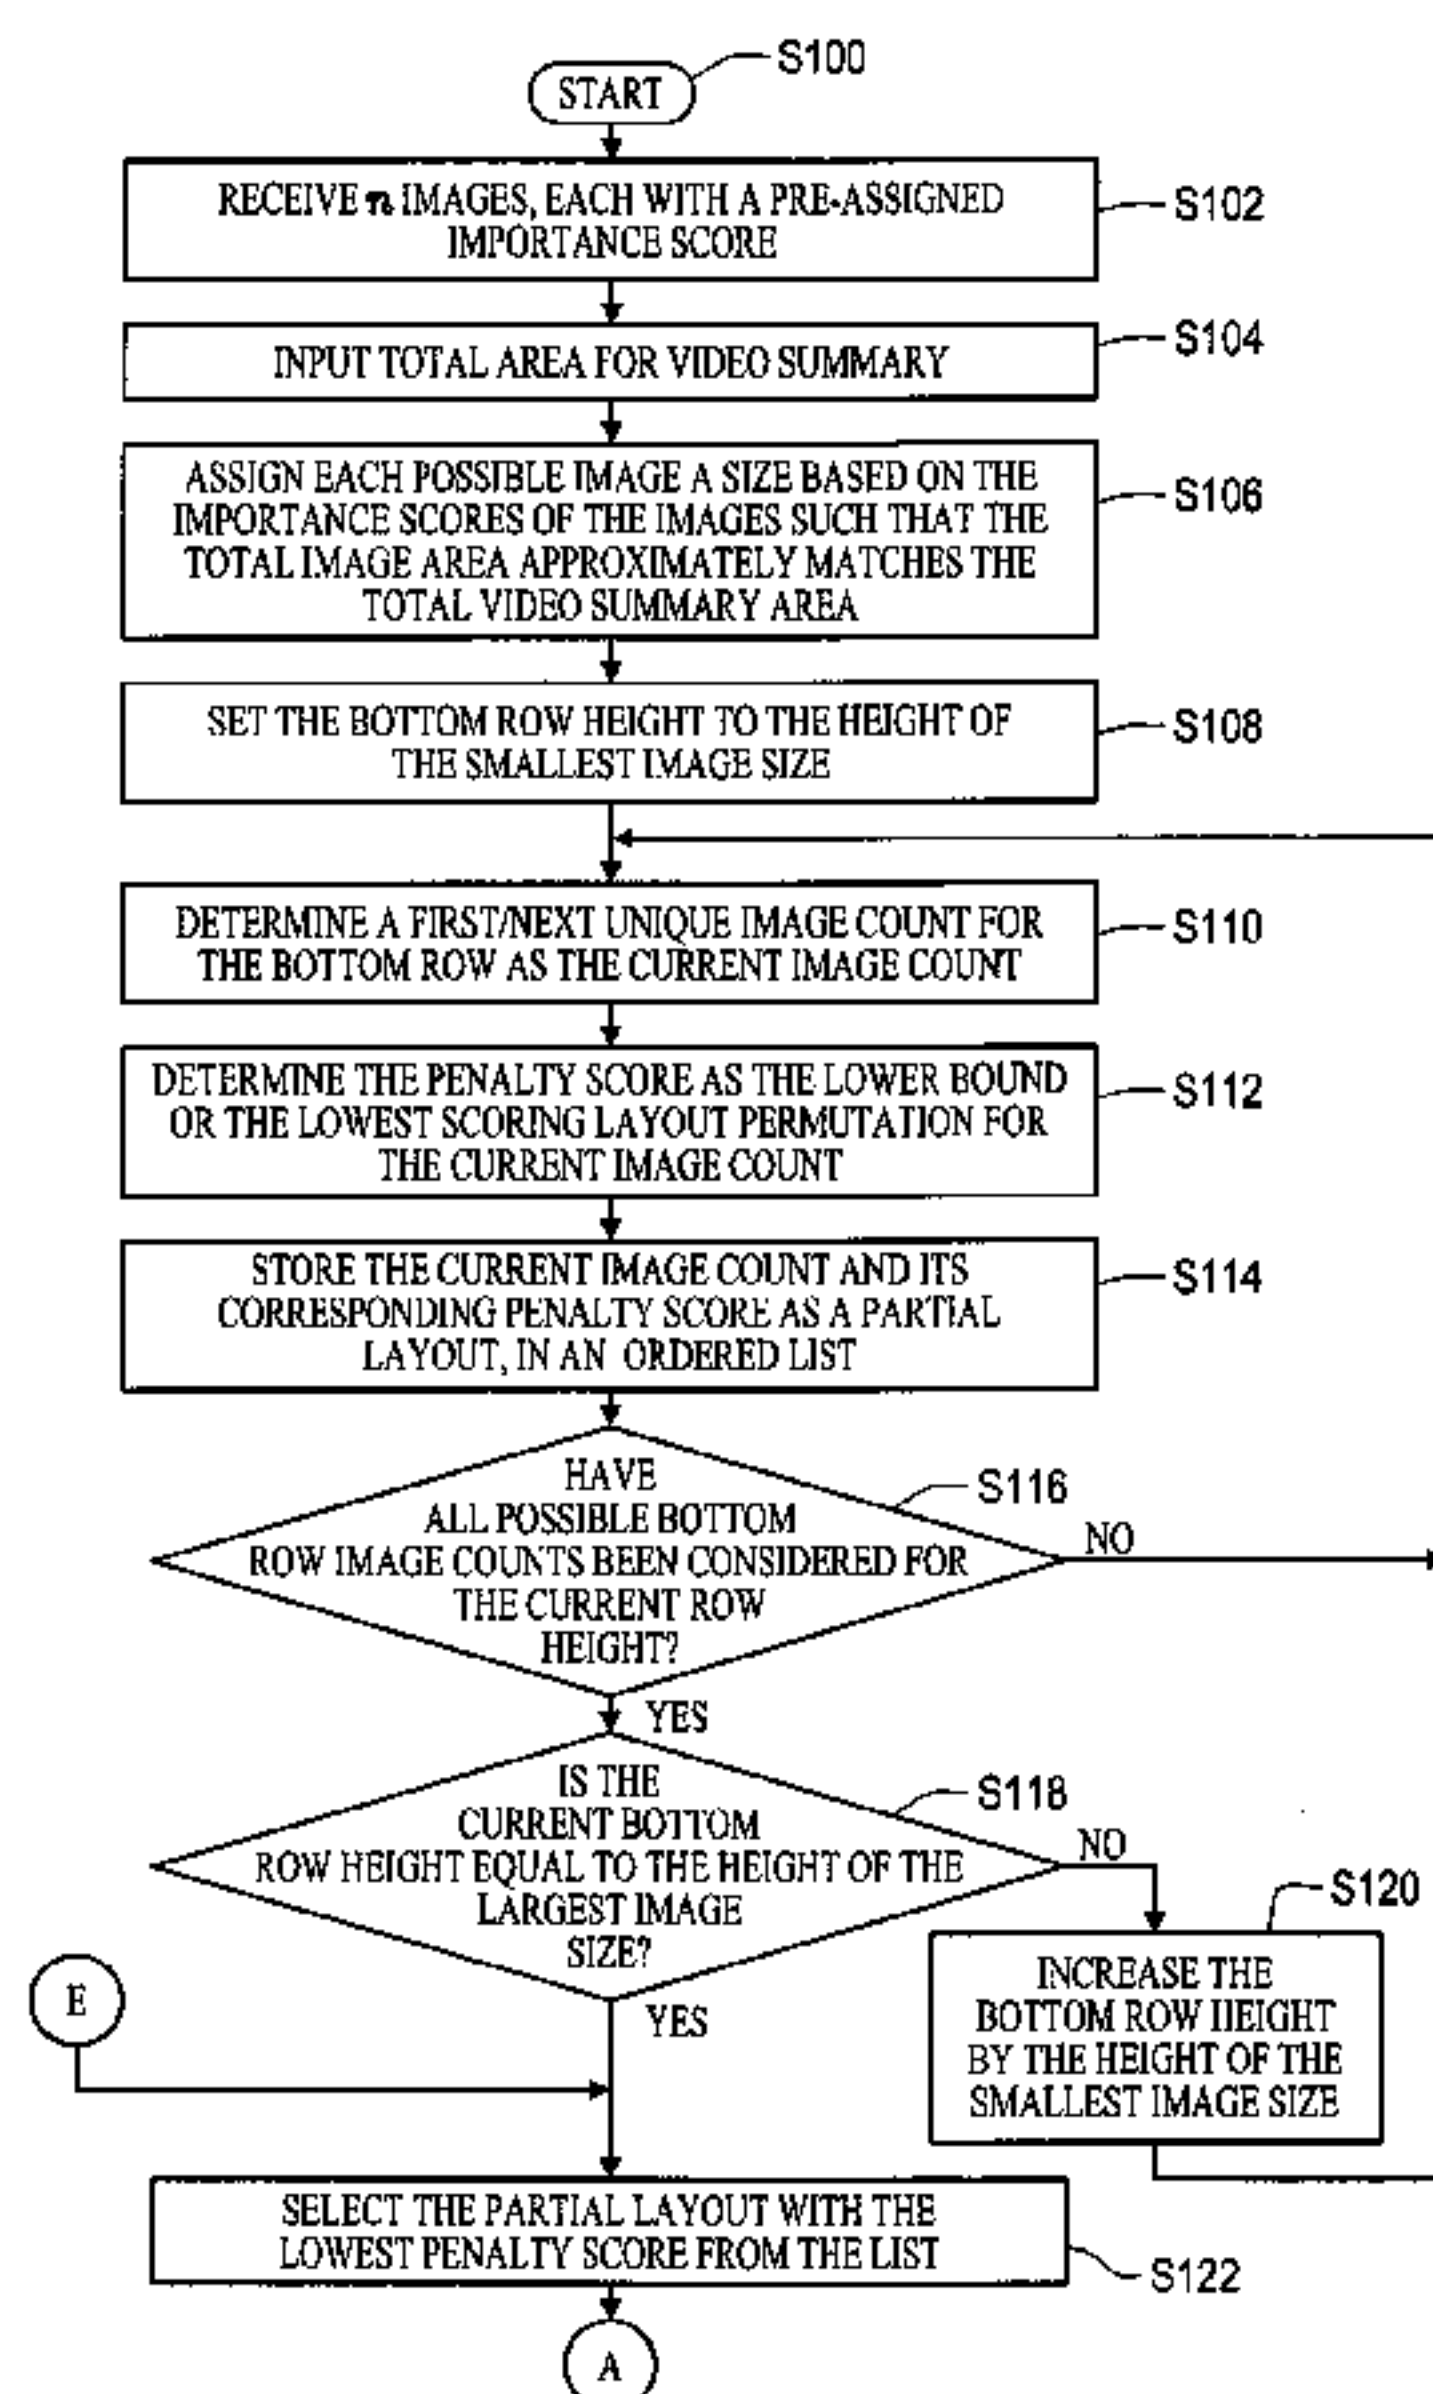 START
S100
RECEIVE n IMAGES, EACH WITH A PRE-ASSIGNED
IMPORTANCE SCORE
S102
INPUT TOTAL AREA FOR VIDEO SUMMARY
S104
ASSIGN EACH POSSIBLE IMAGE A SIZE BASED ON THE
IMPORTANCE SCORES OF THE IMAGES SUCH THAT THE
TOTAL IMAGE AREA APPROXIMATELY MATCHES THE
TOTAL VIDEO SUMMARY AREA
S106
SET THE BOTTOM ROW HEIGHT TO THE HEIGHT OF
THE SMALLEST IMAGE SIZE
S108
DETERMINE A FIRST/NEXT UNIQUE IMAGE COUNT FOR
THE BOTTOM ROW AS THE CURRENT IMAGE COUNT
S110
DETERMINE THE PENALTY SCORE AS THE LOWER BOUND
OR THE LOWEST SCORING LAYOUT PERMUTATION FOR
THE CURRENT IMAGE COUNT
S112
STORE THE CURRENT IMAGE COUNT AND ITS
CORRESPONDING PENALTY SCORE AS A PARTIAL
LAYOUT, IN AN ORDERED LIST
S114
HAVE
ALL POSSIBLE BOTTOM
ROW IMAGE COUNTS BEEN CONSIDERED FOR
THE CURRENT ROW
HEIGHT?
S116
NO
YES
IS THE
CURRENT BOTTOM
ROW HEIGHT EQUAL TO THE HEIGHT OF THE
LARGEST IMAGE
SIZE?
S118
NO
YES
S120
INCREASE THE
BOTTOM ROW HEIGHT
BY THE HEIGHT OF THE
SMALLEST IMAGE SIZE
E
SELECT THE PARTIAL LAYOUT WITH THE
LOWEST PENALTY SCORE FROM THE LIST
S122
A